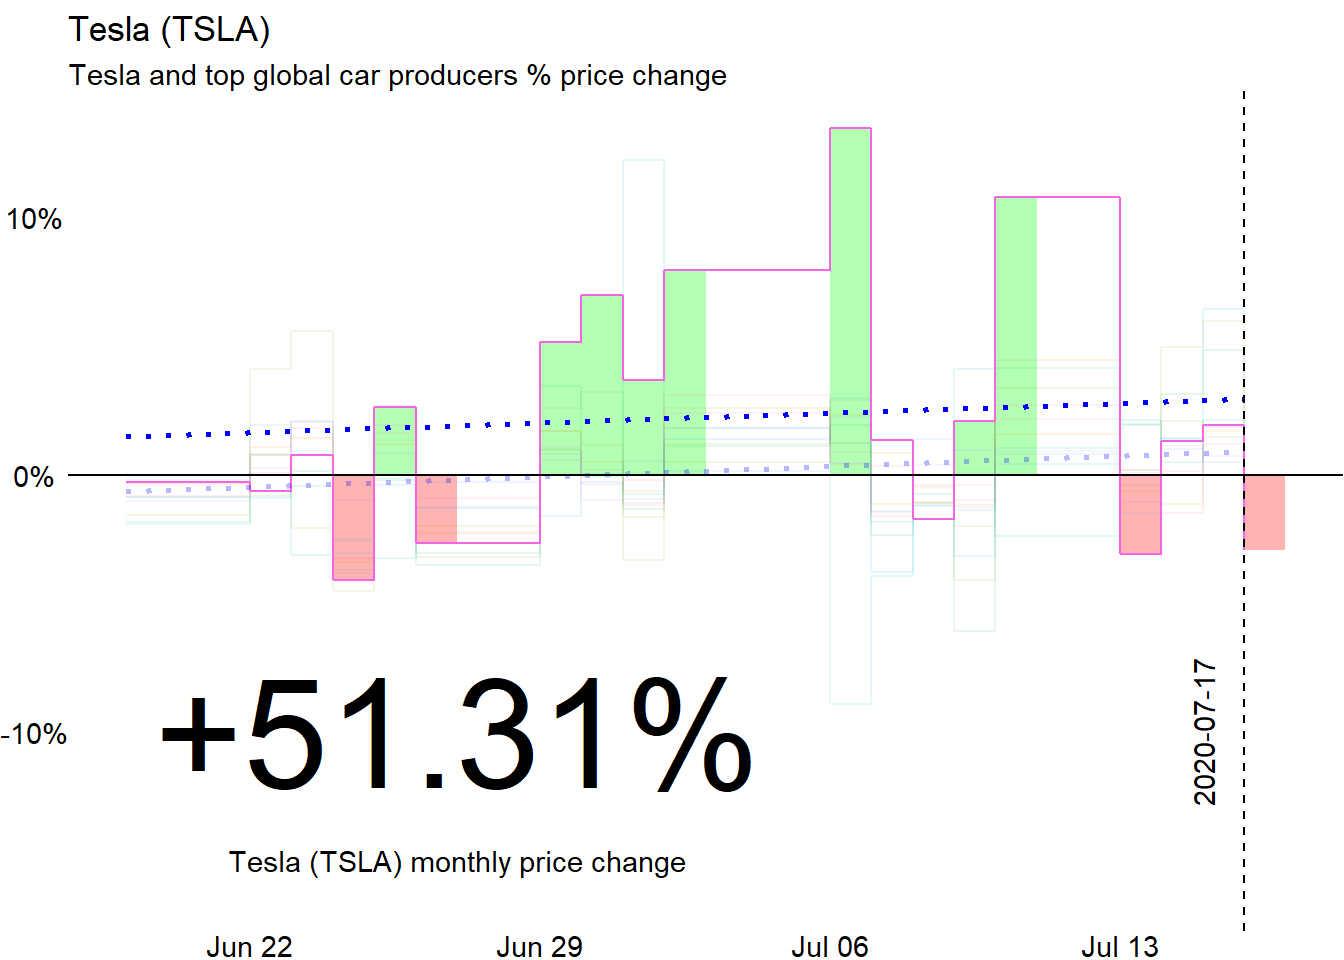 Tesla (TSLA)
Tesla and top global car producers % price change
10%
0%
-10%
+51.31%
Tesla (TSLA) monthly price change
2020-07-17
Jun 22 Jun 29 Jul 06 Jul 13